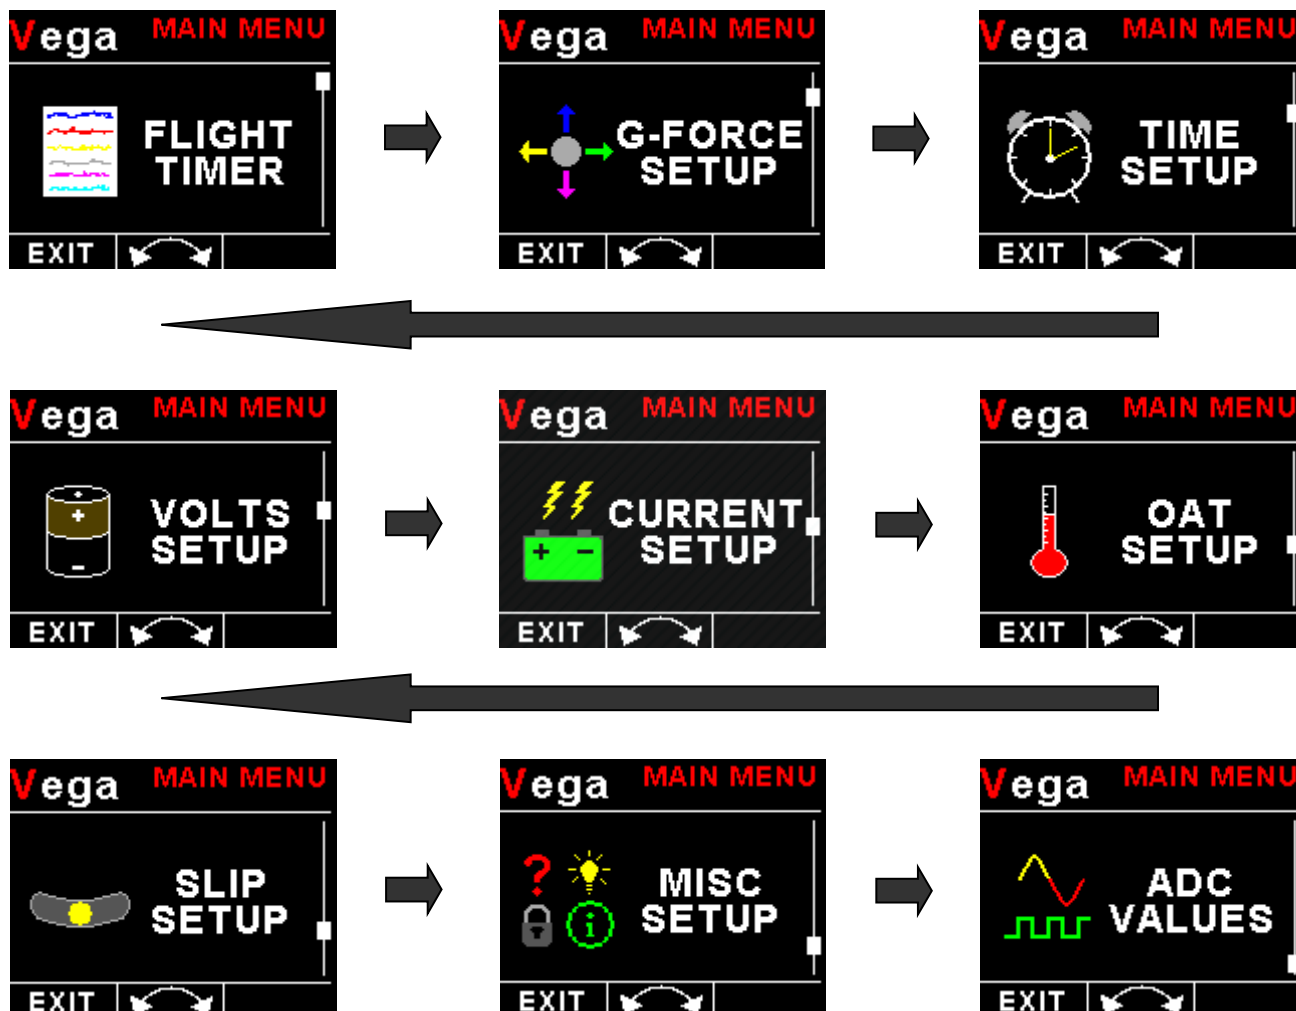 Vega MAIN MENU
FLIGHT
TIMER
EXIT
Vega MAIN MENU
G-FORCE
SETUP
EXIT
Vega MAIN MENU
TIME
SETUP
EXIT
Vega MAIN MENU
+
-
VOLTS
SETUP
EXIT
Vega MAIN MENU
+ -
CURRENT
SETUP
EXIT
Vega MAIN MENU
OAT
SETUP
EXIT
Vega MAIN MENU
SLIP
SETUP
EXIT
Vega MAIN MENU
?
i
MISC
SETUP
EXIT
Vega MAIN MENU
ADC
VALUES
EXIT